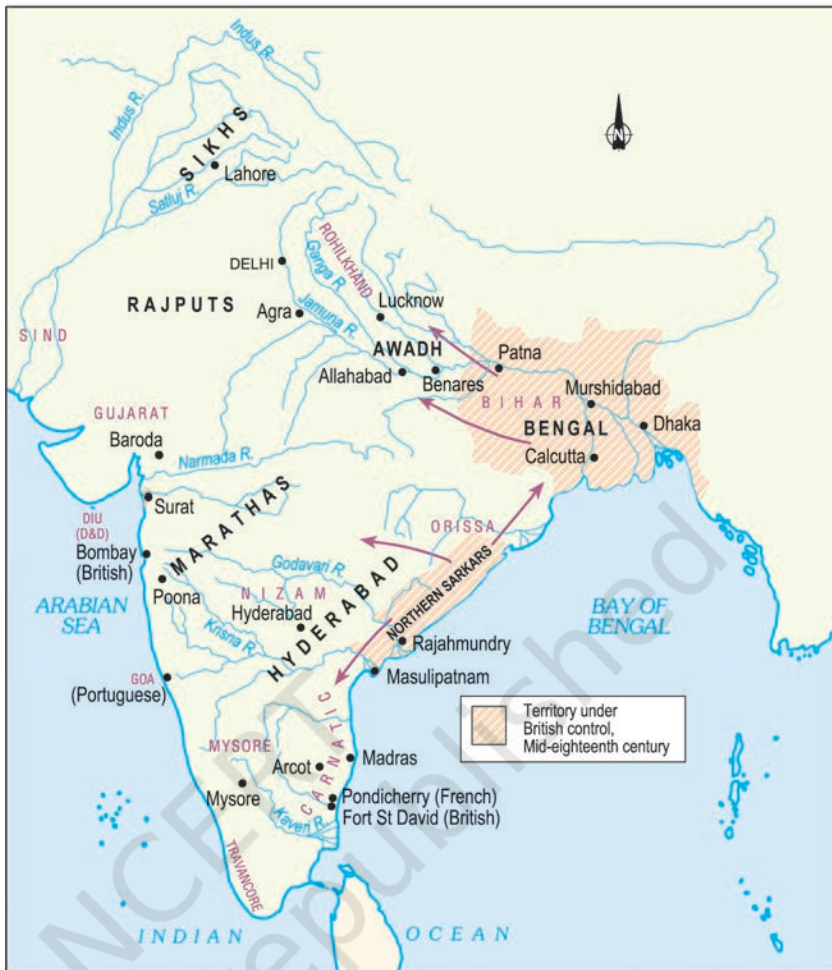 Indus R.
Indus R.
SIKHS
Lahore
Satluj R.
N
DELHI
ROHILKHAND
Ganga R.
RAJPUTS
Lucknow
Agra
Jamuna R.
SIND
AWADH
Patna
Allahabad
Benares
BIHAR
Murshidabad
GUJARAT
BENGAL
Dhaka
Baroda
Calcutta
Narmada R.
Surat
MARATHAS
ORISSA
DIU
(D&D)
Bombay
(British)
Godavari R.
NORTHERN SARKARS
Poona
NIZAM
HYDERABAD
ARABIAN
SEA
Hyderabad
BAY OF
BENGAL
Krisna R.
Rajahmundry
Masulipatnam
GOA
(Portuguese)
Territory under
British control,
Mid-eighteenth century
CARNATIC
MYSORE
Madras
Arcot
Mysore
Pondicherry (French)
Kaveri R.
Fort St David (British)
TRAVANCORE
INDIAN OCEAN
NCERT
republished